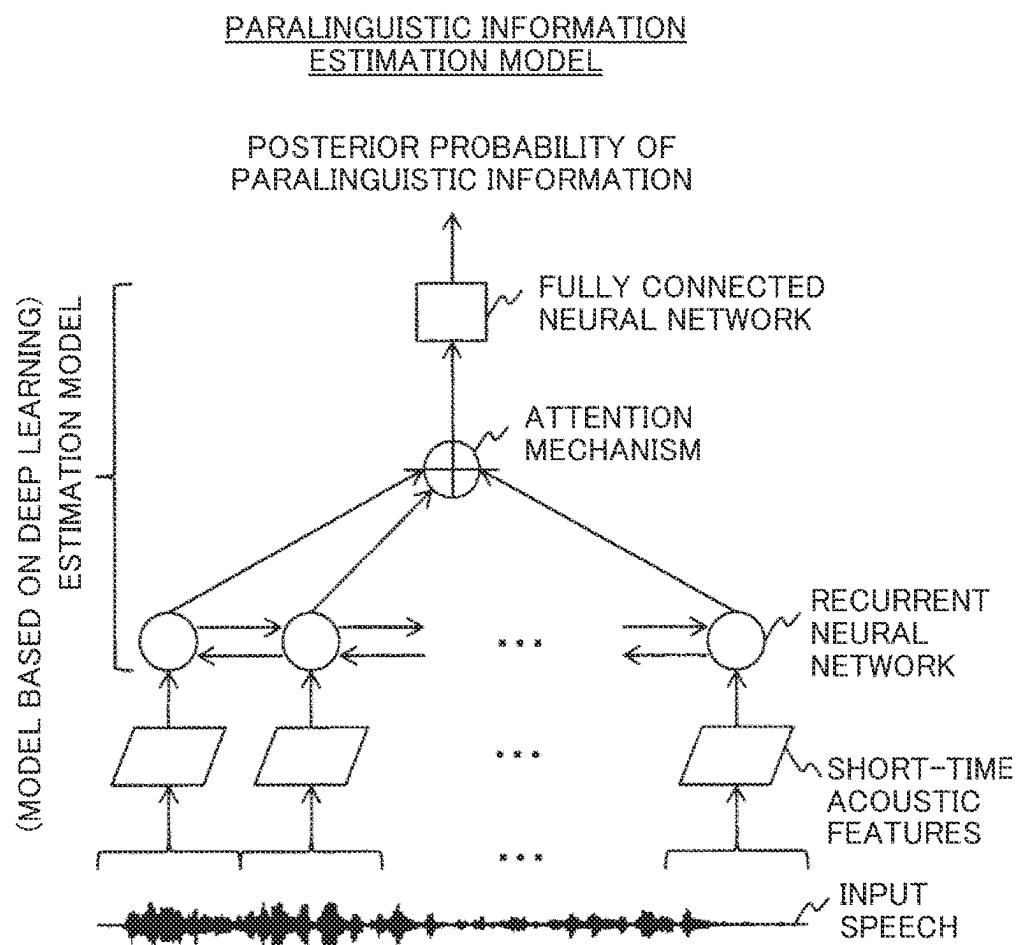 PARALINGUISTIC INFORMATION
ESTIMATION MODEL
POSTERIOR PROBABILITY OF
PARALINGUISTIC INFORMATION
FULLY CONNECTED
NEURAL NETWORK
ATTENTION
MECHANISM
(MODEL BASED ON DEEP LEARNING)
ESTIMATION MODEL
RECURRENT
NEURAL
NETWORK
...
SHORT-TIME
ACOUSTIC
FEATURES
...
...
INPUT
SPEECH